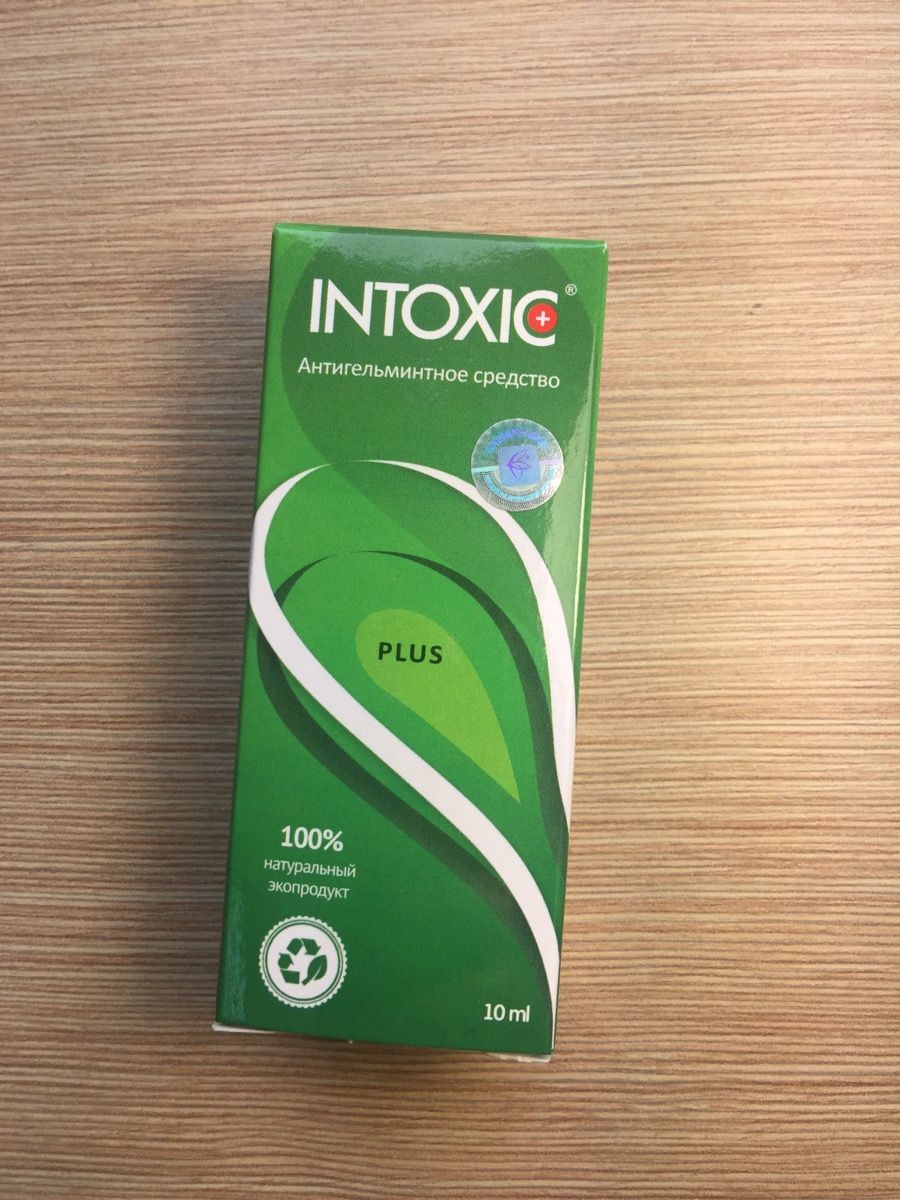 INTOXIC+®
Антигельминтное средство
PLUS
100%
натуральный
экопродукт
10 ml